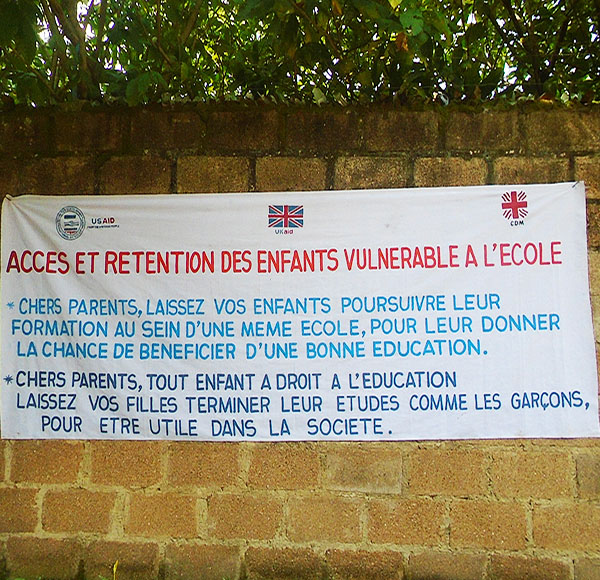 USAID
UKaid
CDM
ACCES ET RETENTION DES ENFANTS VULNERABLE A L'ECOLE
* CHERS PARENTS, LAISSEZ VOS ENFANTS POURSUIVRE LEUR
FORMATION AU SEIN D'UNE MEME ECOLE, POUR LEUR DONNER
LA CHANCE DE BENEFICIER D'UNE BONNE EDUCATION.
* CHERS PARENTS, TOUT ENFANT A DROIT A L'EDUCATION
LAISSEZ VOS FILLES TERMINER LEUR ETUDES COMME LES GARÇONS,
POUR ETRE UTILE DANS LA SOCIETE.